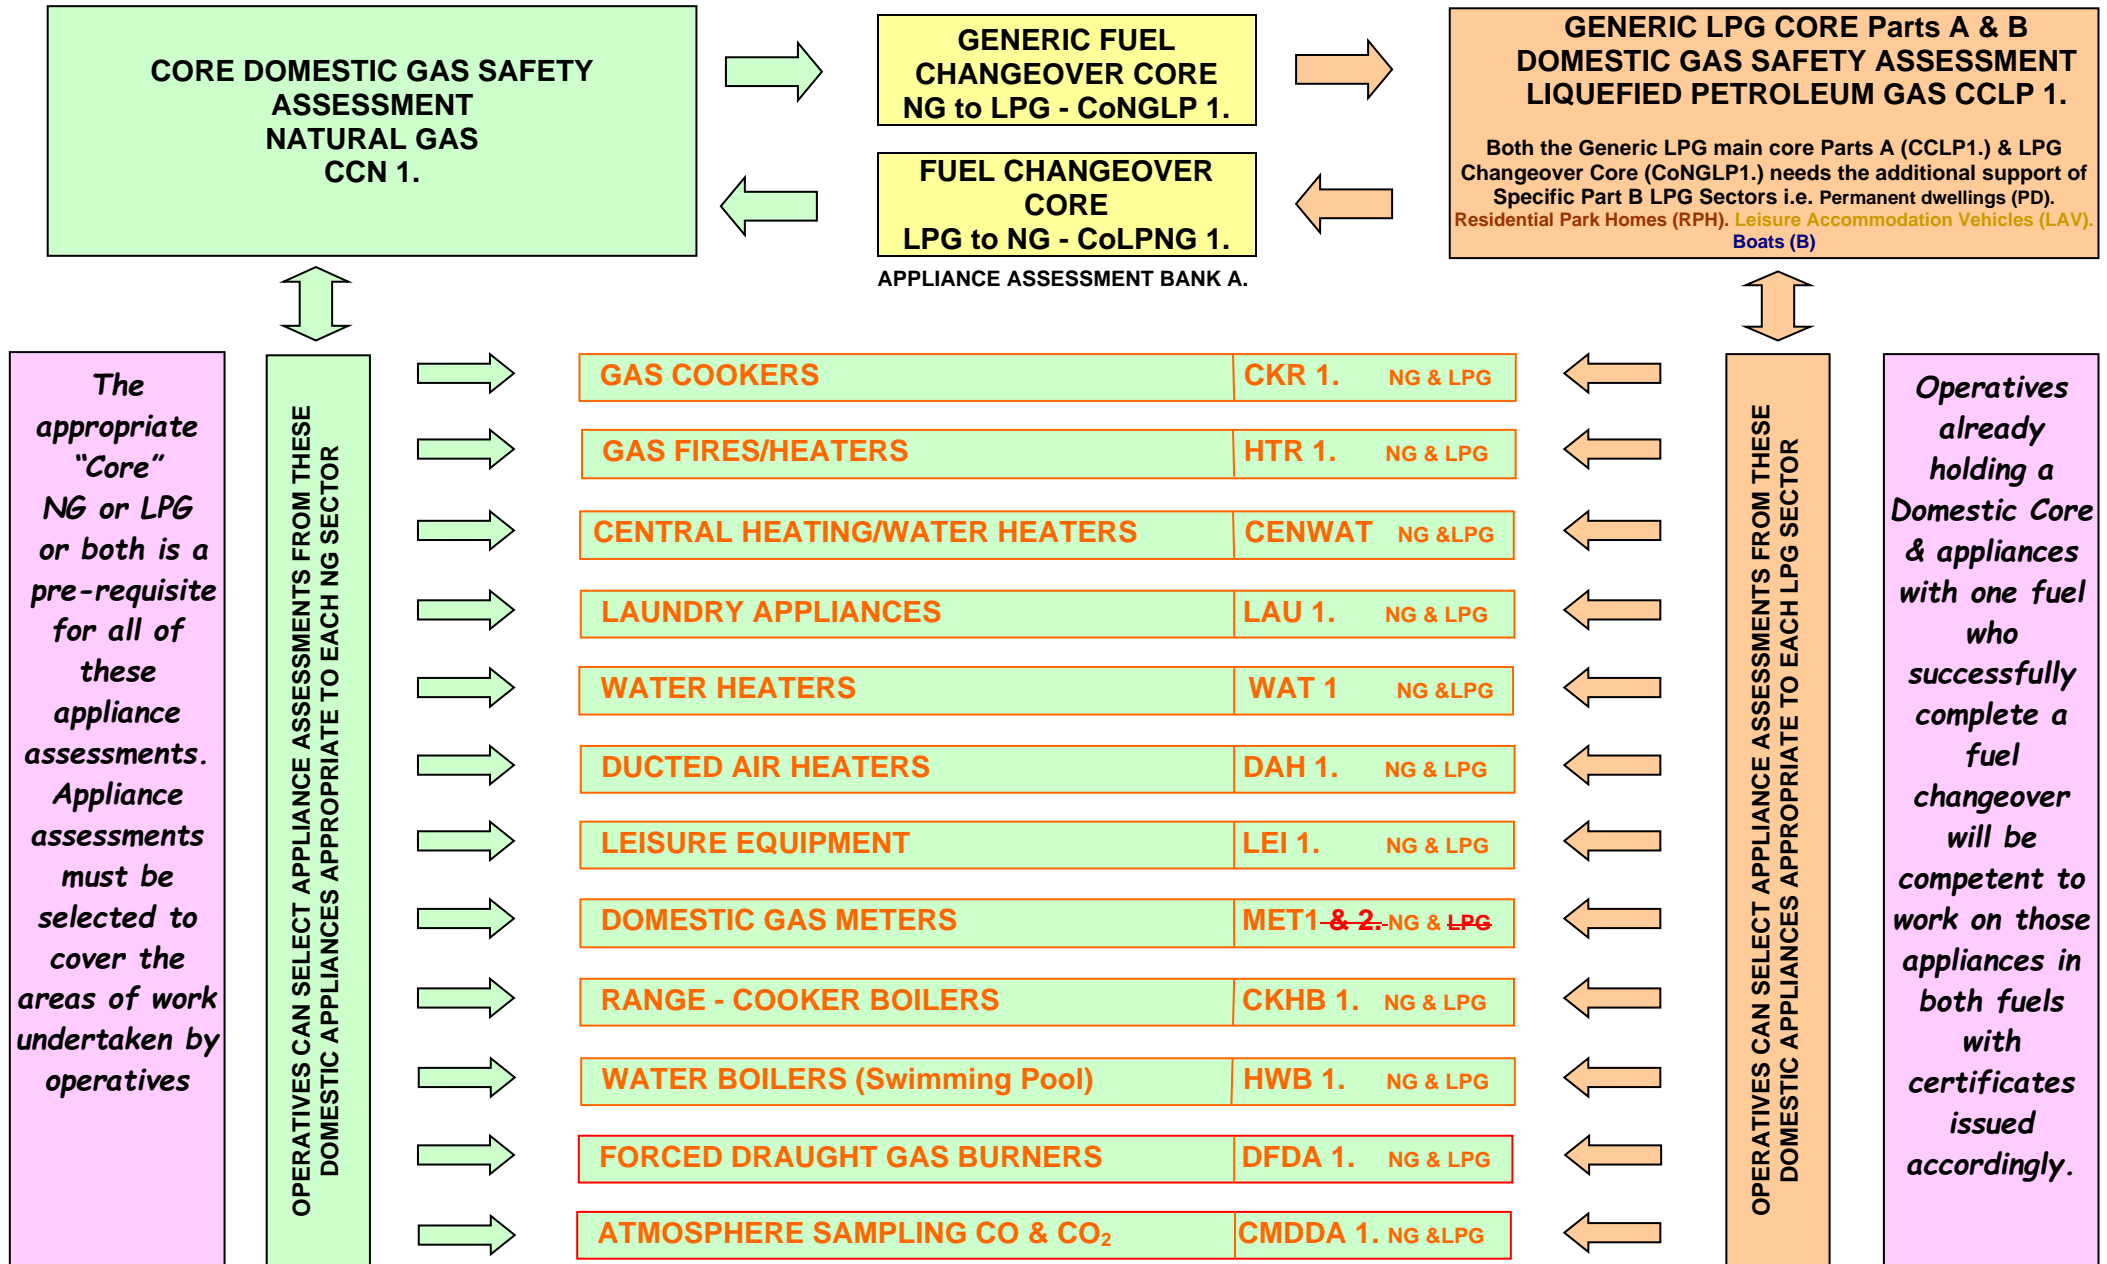 CORE DOMESTIC GAS SAFETY
ASSESSMENT
NATURAL GAS
CCN 1.
GENERIC FUEL
CHANGEOVER CORE
NG to LPG - CoNGLP 1.
FUEL CHANGEOVER
CORE
LPG to NG - CoLPNG 1.
APPLIANCE ASSESSMENT BANK A.
GENERIC LPG CORE Parts A & B
DOMESTIC GAS SAFETY ASSESSMENT
LIQUEFIED PETROLEUM GAS CCLP 1.
Both the Generic LPG main core Parts A (CCLP1.) & LPG
Changeover Core (CoNGLP1.) needs the additional support of
Specific Part B LPG Sectors i.e. Permanent dwellings (PD).
Residential Park Homes (RPH). Leisure Accommodation Vehicles (LAV).
Boats (B)
The
appropriate
“Core”
NG or LPG
or both is a
pre-requisite
for all of
these
appliance
assessments.
Appliance
assessments
must be
selected to
cover the
areas of work
undertaken by
operatives
OPERATIVES CAN SELECT APPLIANCE ASSESSMENTS FROM THESE
DOMESTIC APPLIANCES APPROPRIATE TO EACH NG SECTOR
GAS COOKERS CKR 1. NG & LPG
GAS FIRES/HEATERS HTR 1. NG & LPG
CENTRAL HEATING/WATER HEATERS CENWAT NG &LPG
LAUNDRY APPLIANCES LAU 1. NG & LPG
WATER HEATERS WAT 1 NG &LPG
DUCTED AIR HEATERS DAH 1. NG & LPG
LEISURE EQUIPMENT LEI 1. NG & LPG
DOMESTIC GAS METERS MET1 & 2. NG & LPG
RANGE - COOKER BOILERS CKHB 1. NG & LPG
WATER BOILERS (Swimming Pool) HWB 1. NG & LPG
FORCED DRAUGHT GAS BURNERS DFDA 1. NG & LPG
ATMOSPHERE SAMPLING CO & CO₂ CMDDA 1. NG &LPG
OPERATIVES CAN SELECT APPLIANCE ASSESSMENTS FROM THESE
DOMESTIC APPLIANCES APPROPRIATE TO EACH LPG SECTOR
Operatives
already
holding a
Domestic Core
& appliances
with one fuel
who
successfully
complete a
fuel
changeover
will be
competent to
work on those
appliances in
both fuels
with
certificates
issued
accordingly.